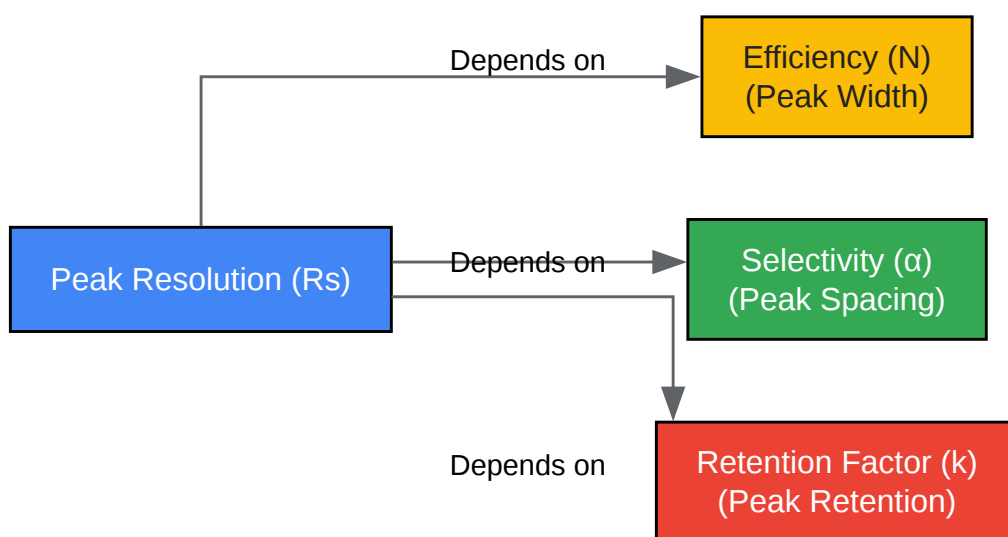 Depends on
Efficiency (N)
(Peak Width)
Peak Resolution (Rs)
Depends on
Selectivity (α)
(Peak Spacing)
Depends on
Retention Factor (k)
(Peak Retention)